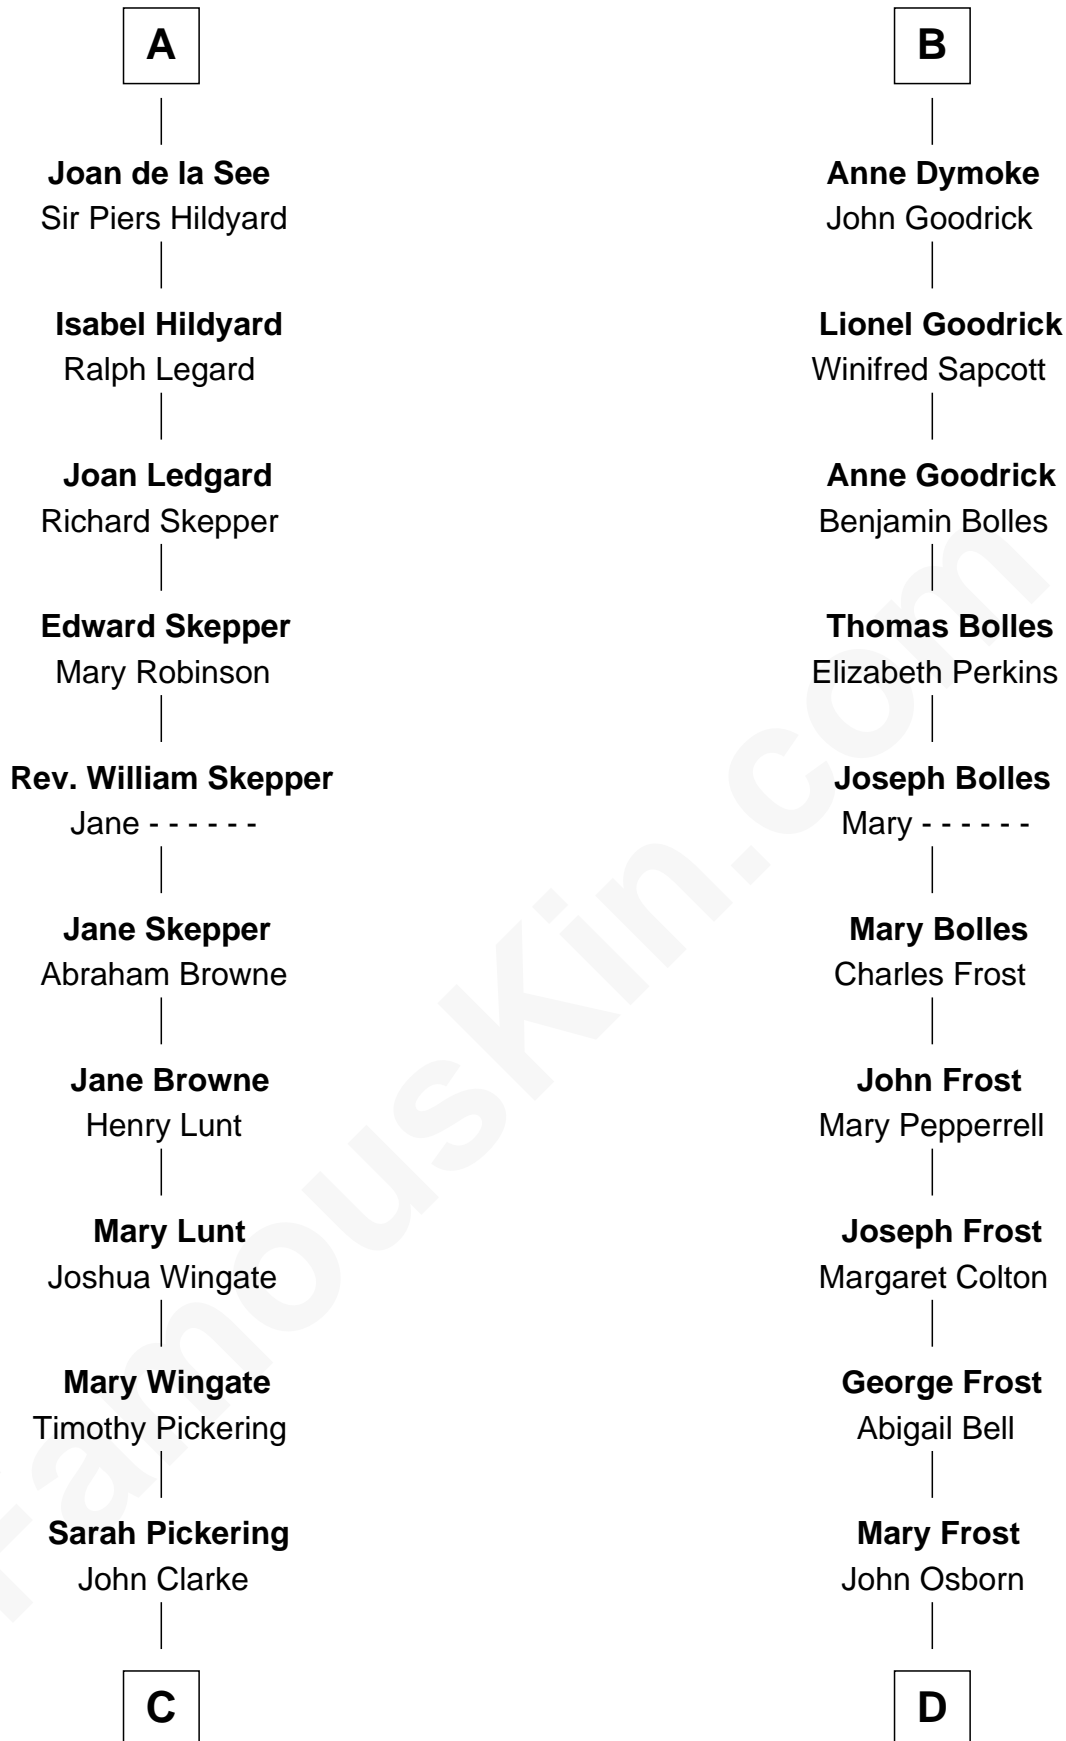 A
Joan de la See
Sir Piers Hildyard
Isabel Hildyard
Ralph Legard
Joan Ledgard
Richard Skepper
Edward Skepper
Mary Robinson
Rev. William Skepper
Jane - - - - - -
Jane Skepper
Abraham Browne
Jane Browne
Henry Lunt
Mary Lunt
Joshua Wingate
Mary Wingate
Timothy Pickering
Sarah Pickering
John Clarke
C
B
Anne Dymoke
John Goodrick
Lionel Goodrick
Winifred Sapcott
Anne Goodrick
Benjamin Bolles
Thomas Bolles
Elizabeth Perkins
Joseph Bolles
Mary - - - - - -
Mary Bolles
Charles Frost
John Frost
Mary Pepperrell
Joseph Frost
Margaret Colton
George Frost
Abigail Bell
Mary Frost
John Osborn
D
FamousKin.com